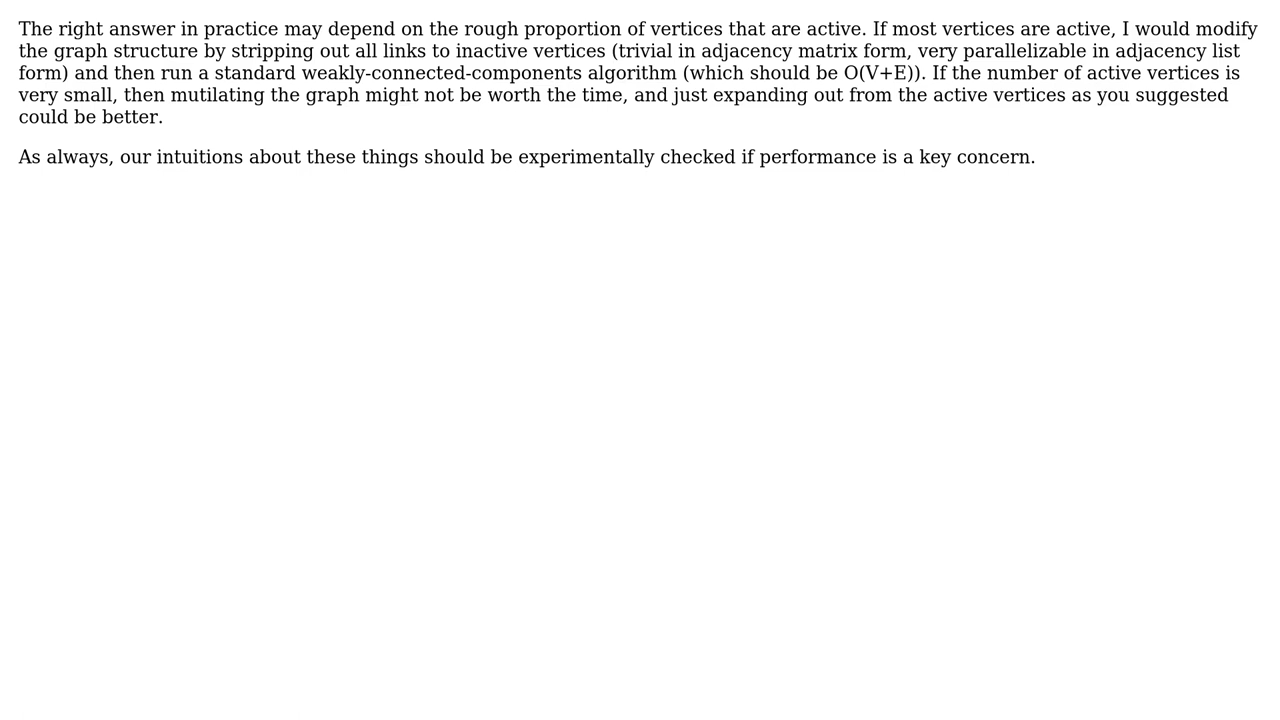 The right answer in practice may depend on the rough proportion of vertices that are active. If most vertices are active, I would modify
the graph structure by stripping out all links to inactive vertices (trivial in adjacency matrix form, very parallelizable in adjacency list
form) and then run a standard weakly-connected-components algorithm (which should be O(V+E)). If the number of active vertices is
very small, then mutilating the graph might not be worth the time, and just expanding out from the active vertices as you suggested
could be better.
As always, our intuitions about these things should be experimentally checked if performance is a key concern.